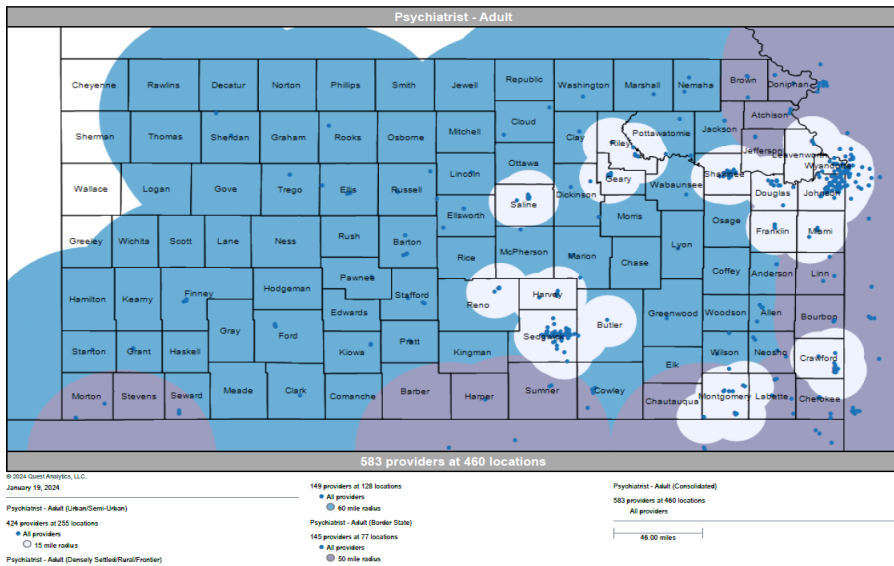 Psychiatrist - Adult
Cheyenne Rawlins Decatur Norton Phillips Smith Jewell Republic Washington Marshall Nemaha Brown Doniphan
Sherman Thomas Sheridan Graham Rooks Osborne Mitchell Cloud Clay Riley Pottawatomie Jackson Atchison
Jefferson Leavenworth Wyandotte
Wallace Logan Gove Trego Ellis Russell Lincoln Ottawa Saline Dickinson Geary Wabaunsee Shawnee Douglas Johnson
Greeley Wichita Scott Lane Ness Rush Barton Ellsworth McPherson Marion Morris Lyon Osage Franklin Miami
Rice Chase
Hamilton Kearny Finney Hodgeman Pawnee Stafford Reno Harvey Coffey Anderson Linn
Gray Ford Edwards Sedgwick Butler Greenwood Woodson Allen Bourbon
Stanton Grant Haskell Kiowa Pratt Kingman Elk Wilson Neosho Crawford
Morton Stevens Seward Meade Clark Comanche Barber Harper Sumner Cowley Chautauqua Montgomery Labette Cherokee
583 providers at 460 locations
© 2024 Quest Analytics, LLC.
January 19, 2024
Psychiatrist - Adult (Urban/Semi-Urban)
424 providers at 255 locations
All providers
15 mile radius
Psychiatrist - Adult (Densely Settled/Rural/Frontier)
149 providers at 128 locations
All providers
60 mile radius
Psychiatrist - Adult (Border State)
145 providers at 77 locations
All providers
50 mile radius
Psychiatrist - Adult (Consolidated)
583 providers at 460 locations
All providers
46.00 miles